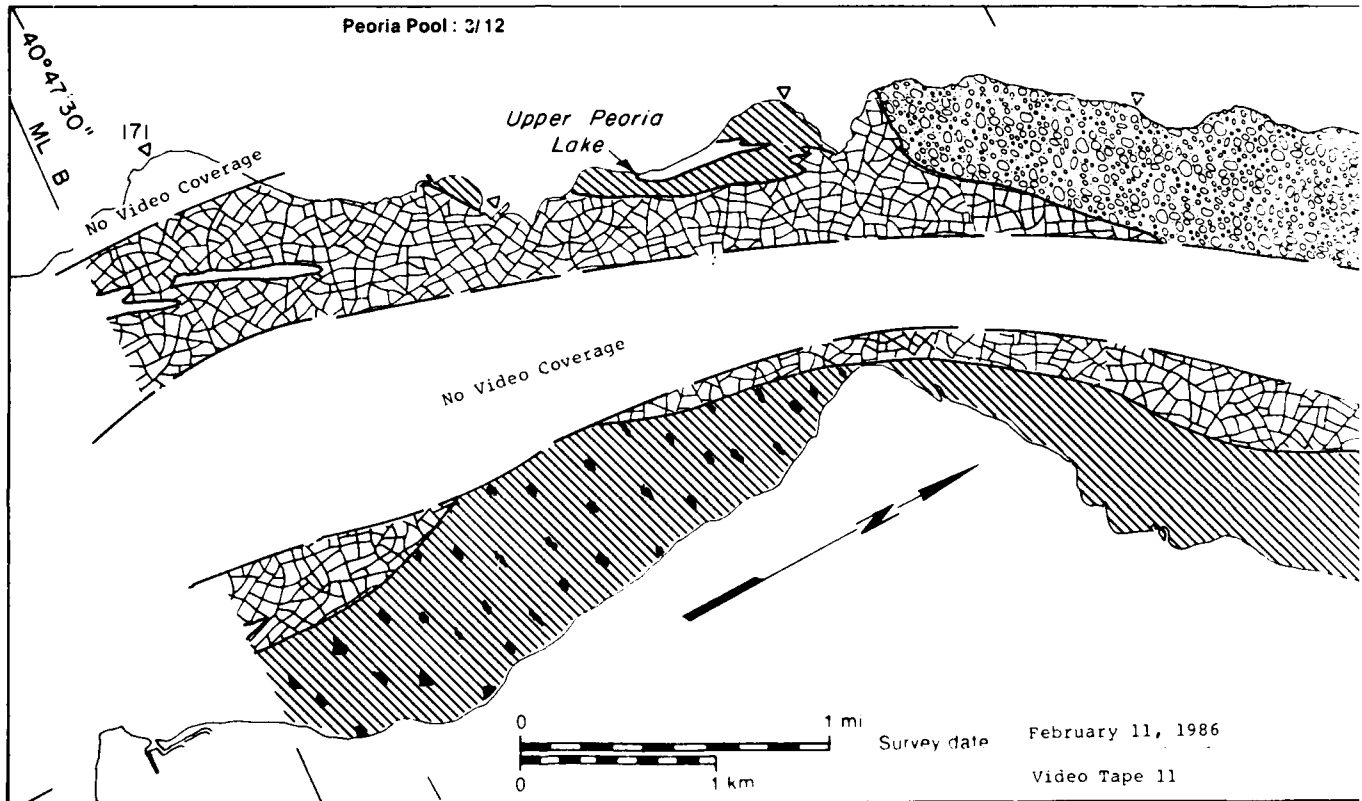 Peoria Pool : 3/12
40°47'30"
ML B
171
No Video Coverage
Upper Peoria
Lake
No Video Coverage
N
0 1 mi
0 1 km
Survey date February 11, 1986
Video Tape 11